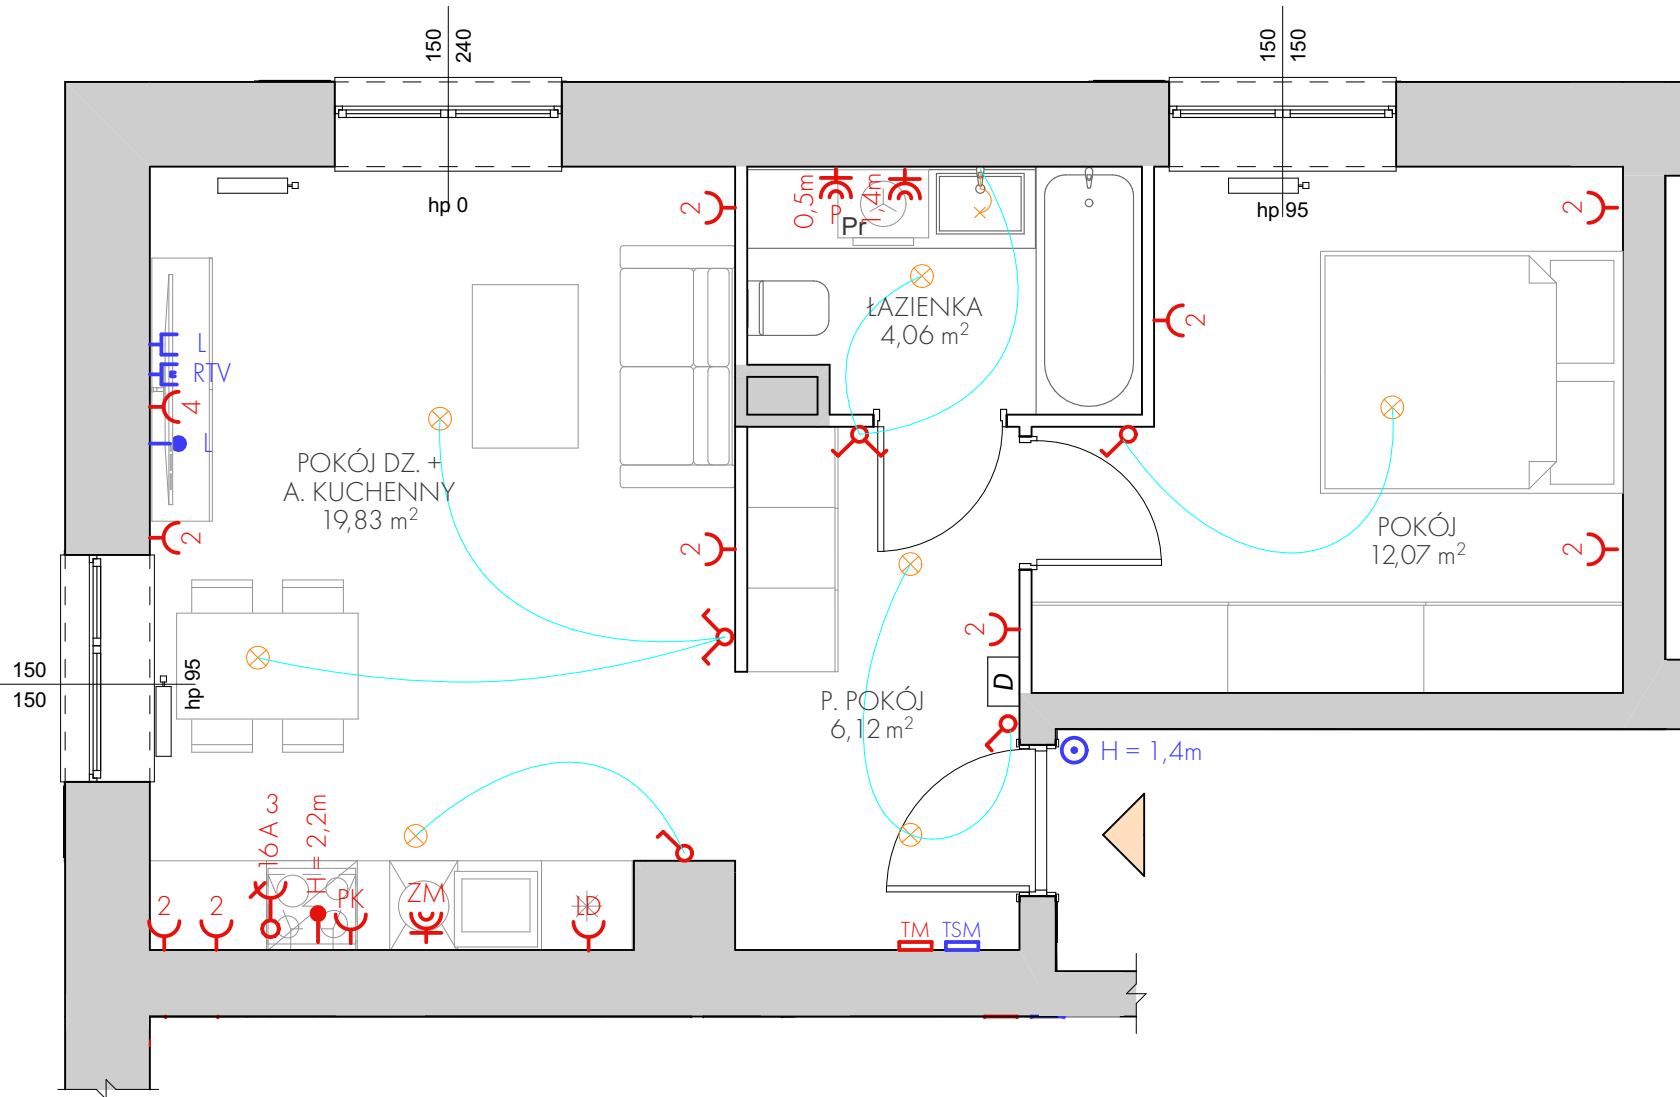 150
240
150
150
hp 0
hp 95
2
0,5m
P
1,4m
Pr
2
2
ŁAZIENKA
4,06 m²
L
RTV
4
L
2
POKÓJ DZ. +
A. KUCHENNY
19,83 m²
2
2
POKÓJ
12,07 m²
2
150
150
hp 95
D
P. POKÓJ
6,12 m²
H = 1,4m
16 A 3
H = 2,2m
2
2
PK
ZM
LD
TM
TSM